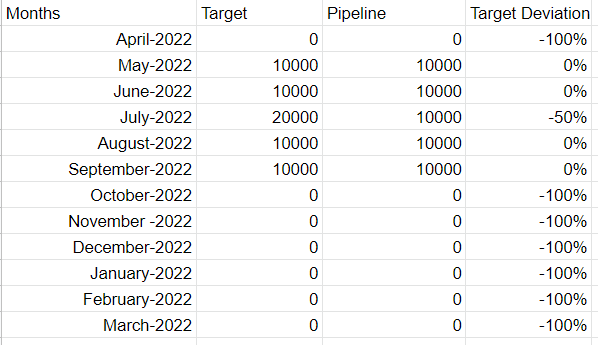 Months Target Pipeline Target Deviation
April-2022 0 0 -100%
May-2022 10000 10000 0%
June-2022 10000 10000 0%
July-2022 20000 10000 -50%
August-2022 10000 10000 0%
September-2022 10000 10000 0%
October-2022 0 0 -100%
November -2022 0 0 -100%
December-2022 0 0 -100%
January-2022 0 0 -100%
February-2022 0 0 -100%
March-2022 0 0 -100%